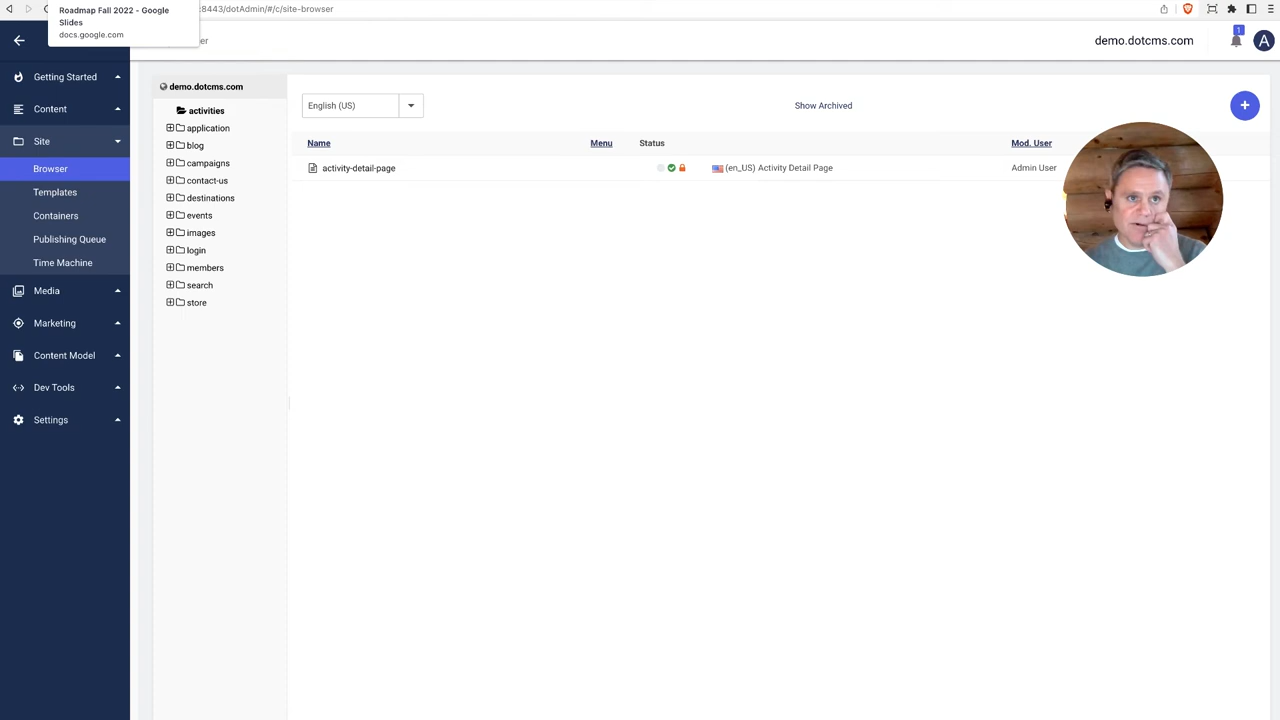 Roadmap Fall 2022 - Google
Slides
docs.google.com
:8443/dotAdmin/#/c/site-browser
demo.dotcms.com
1
A
Getting Started
Content
Site
Browser
Templates
Containers
Publishing Queue
Time Machine
Media
Marketing
Content Model
Dev Tools
Settings
demo.dotcms.com
activities
application
blog
campaigns
contact-us
destinations
events
images
login
members
search
store
English (US)
Show Archived
+
Name Menu Status Mod. User
activity-detail-page (en_US) Activity Detail Page Admin User